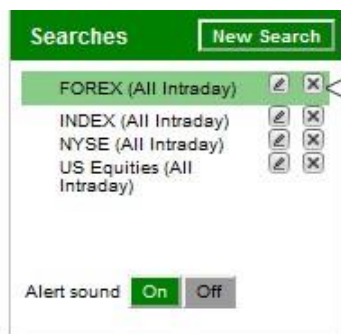 Searches New Search
FOREX (All Intraday)
INDEX (All Intraday)
NYSE (All Intraday)
US Equities (All
Intraday)
Alert sound On Off